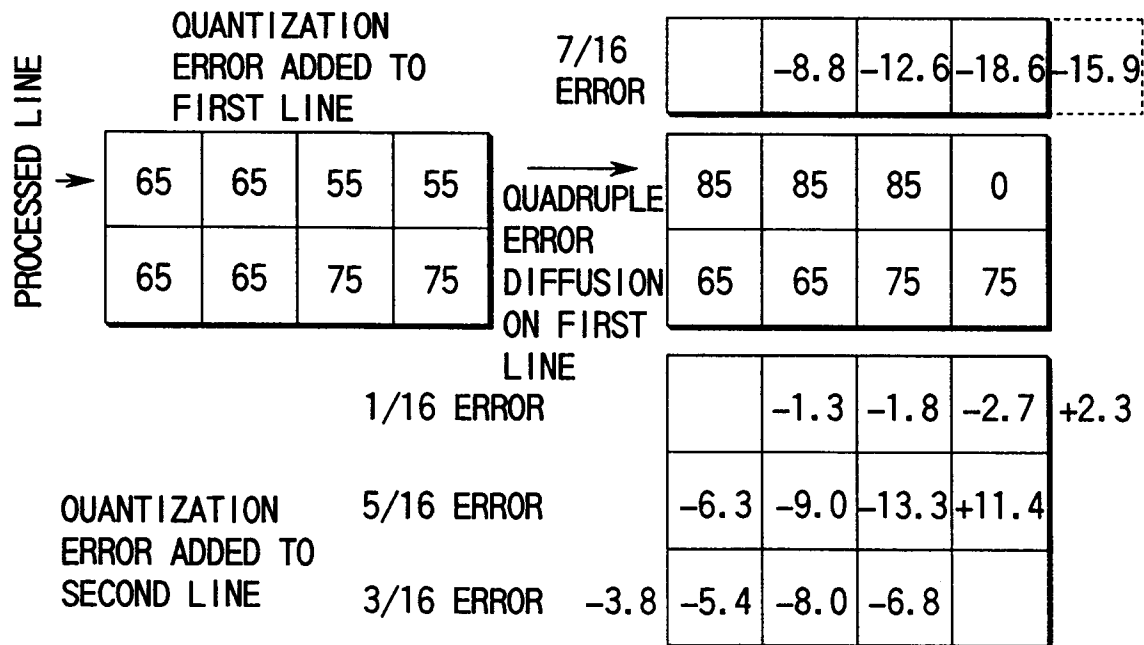 PROCESSED LINE
QUANTIZATION
ERROR ADDED TO
FIRST LINE
7/16
ERROR
-8.8 -12.6 -18.6 -15.9
65 65 55 55
65 65 75 75
QUADRUPLE
ERROR
DIFFUSION
ON FIRST
LINE
85 85 85 0
65 65 75 75
1/16 ERROR
-1.3 -1.8 -2.7 +2.3
QUANTIZATION
ERROR ADDED TO
SECOND LINE
5/16 ERROR
-6.3 -9.0 -13.3 +11.4
3/16 ERROR
-3.8 -5.4 -8.0 -6.8